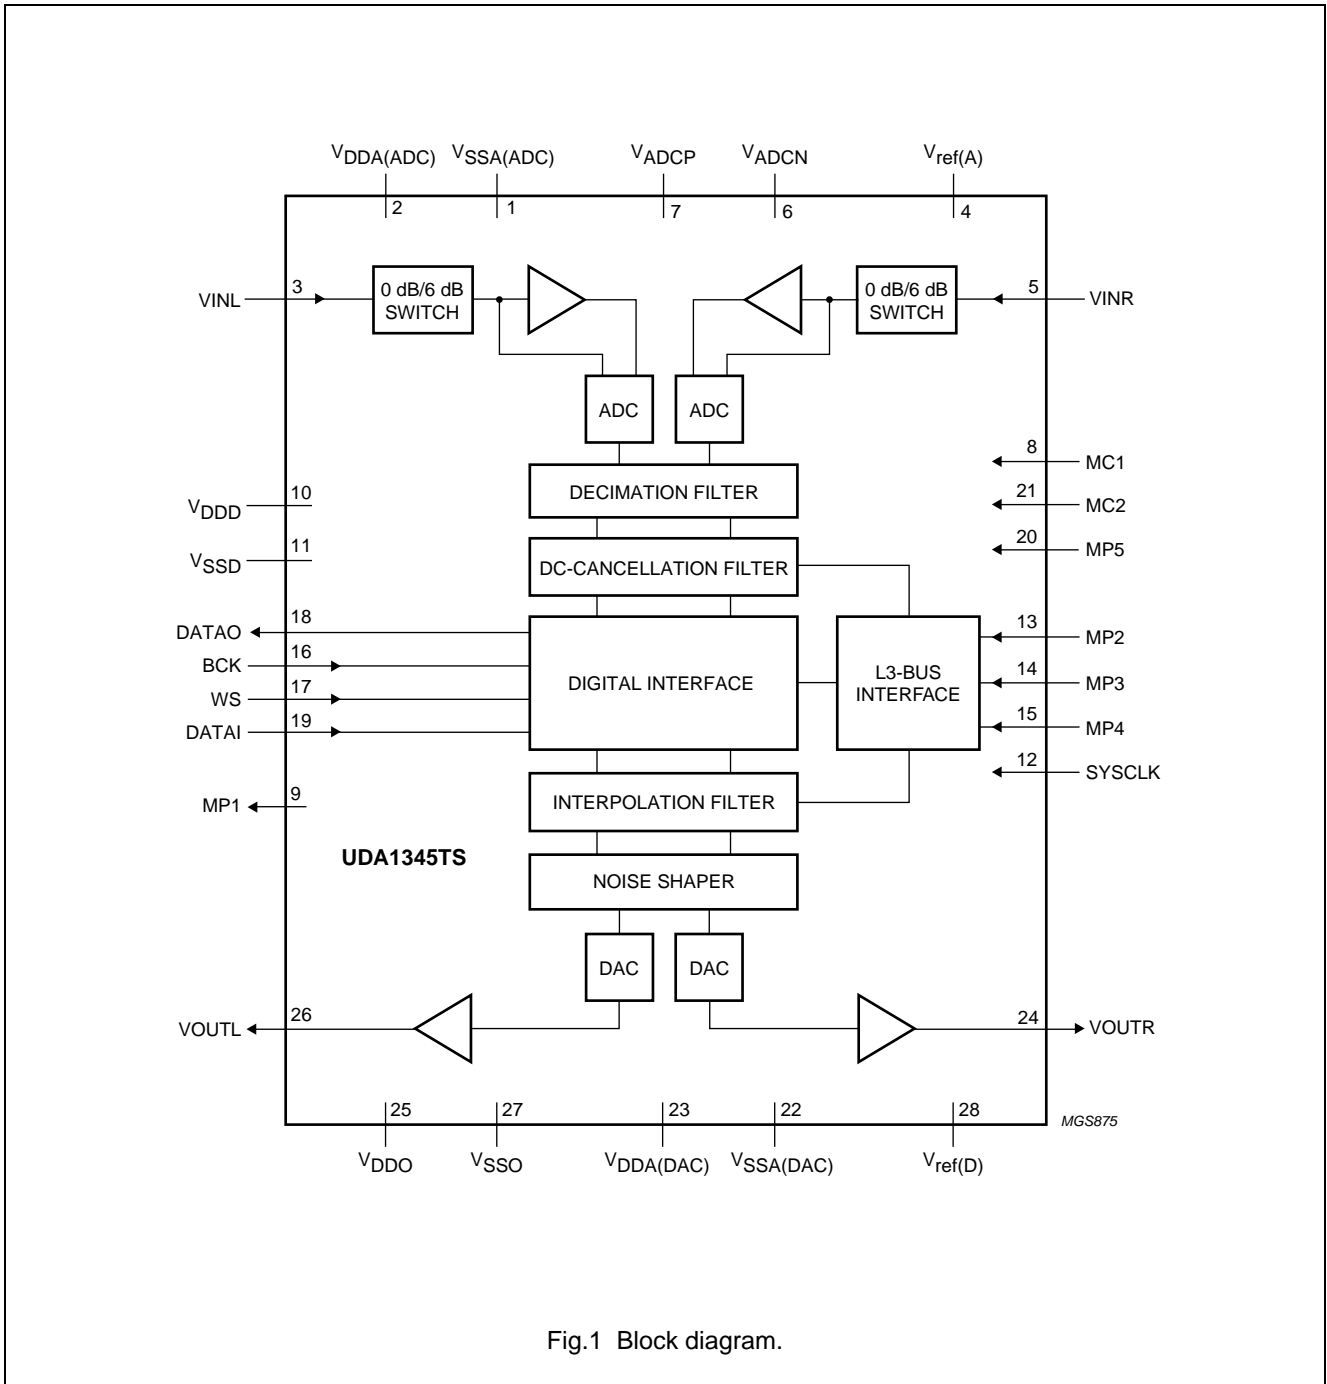 VDDA(ADC) VSSA(ADC) VADCP VADCN Vref(A)
2 1 7 6 4
VINL 3 0 dB/6 dB SWITCH 0 dB/6 dB SWITCH 5 VINR
ADC ADC
8 MC1
DECIMATION FILTER
VDDD 10
21 MC2
VSSD 11
20 MP5
DC-CANCELLATION FILTER
DATAO 18
13 MP2
BCK 16
DIGITAL INTERFACE
L3-BUS
INTERFACE
14 MP3
WS 17
15 MP4
DATAI 19
12 SYSCLK
MP1 9
INTERPOLATION FILTER
UDA1345TS
NOISE SHAPER
DAC DAC
VOUTL 26 24 VOUTR
25 27 23 22 28
MGS875
VDDO VSSO VDDA(DAC) VSSA(DAC) Vref(D)
Fig.1 Block diagram.